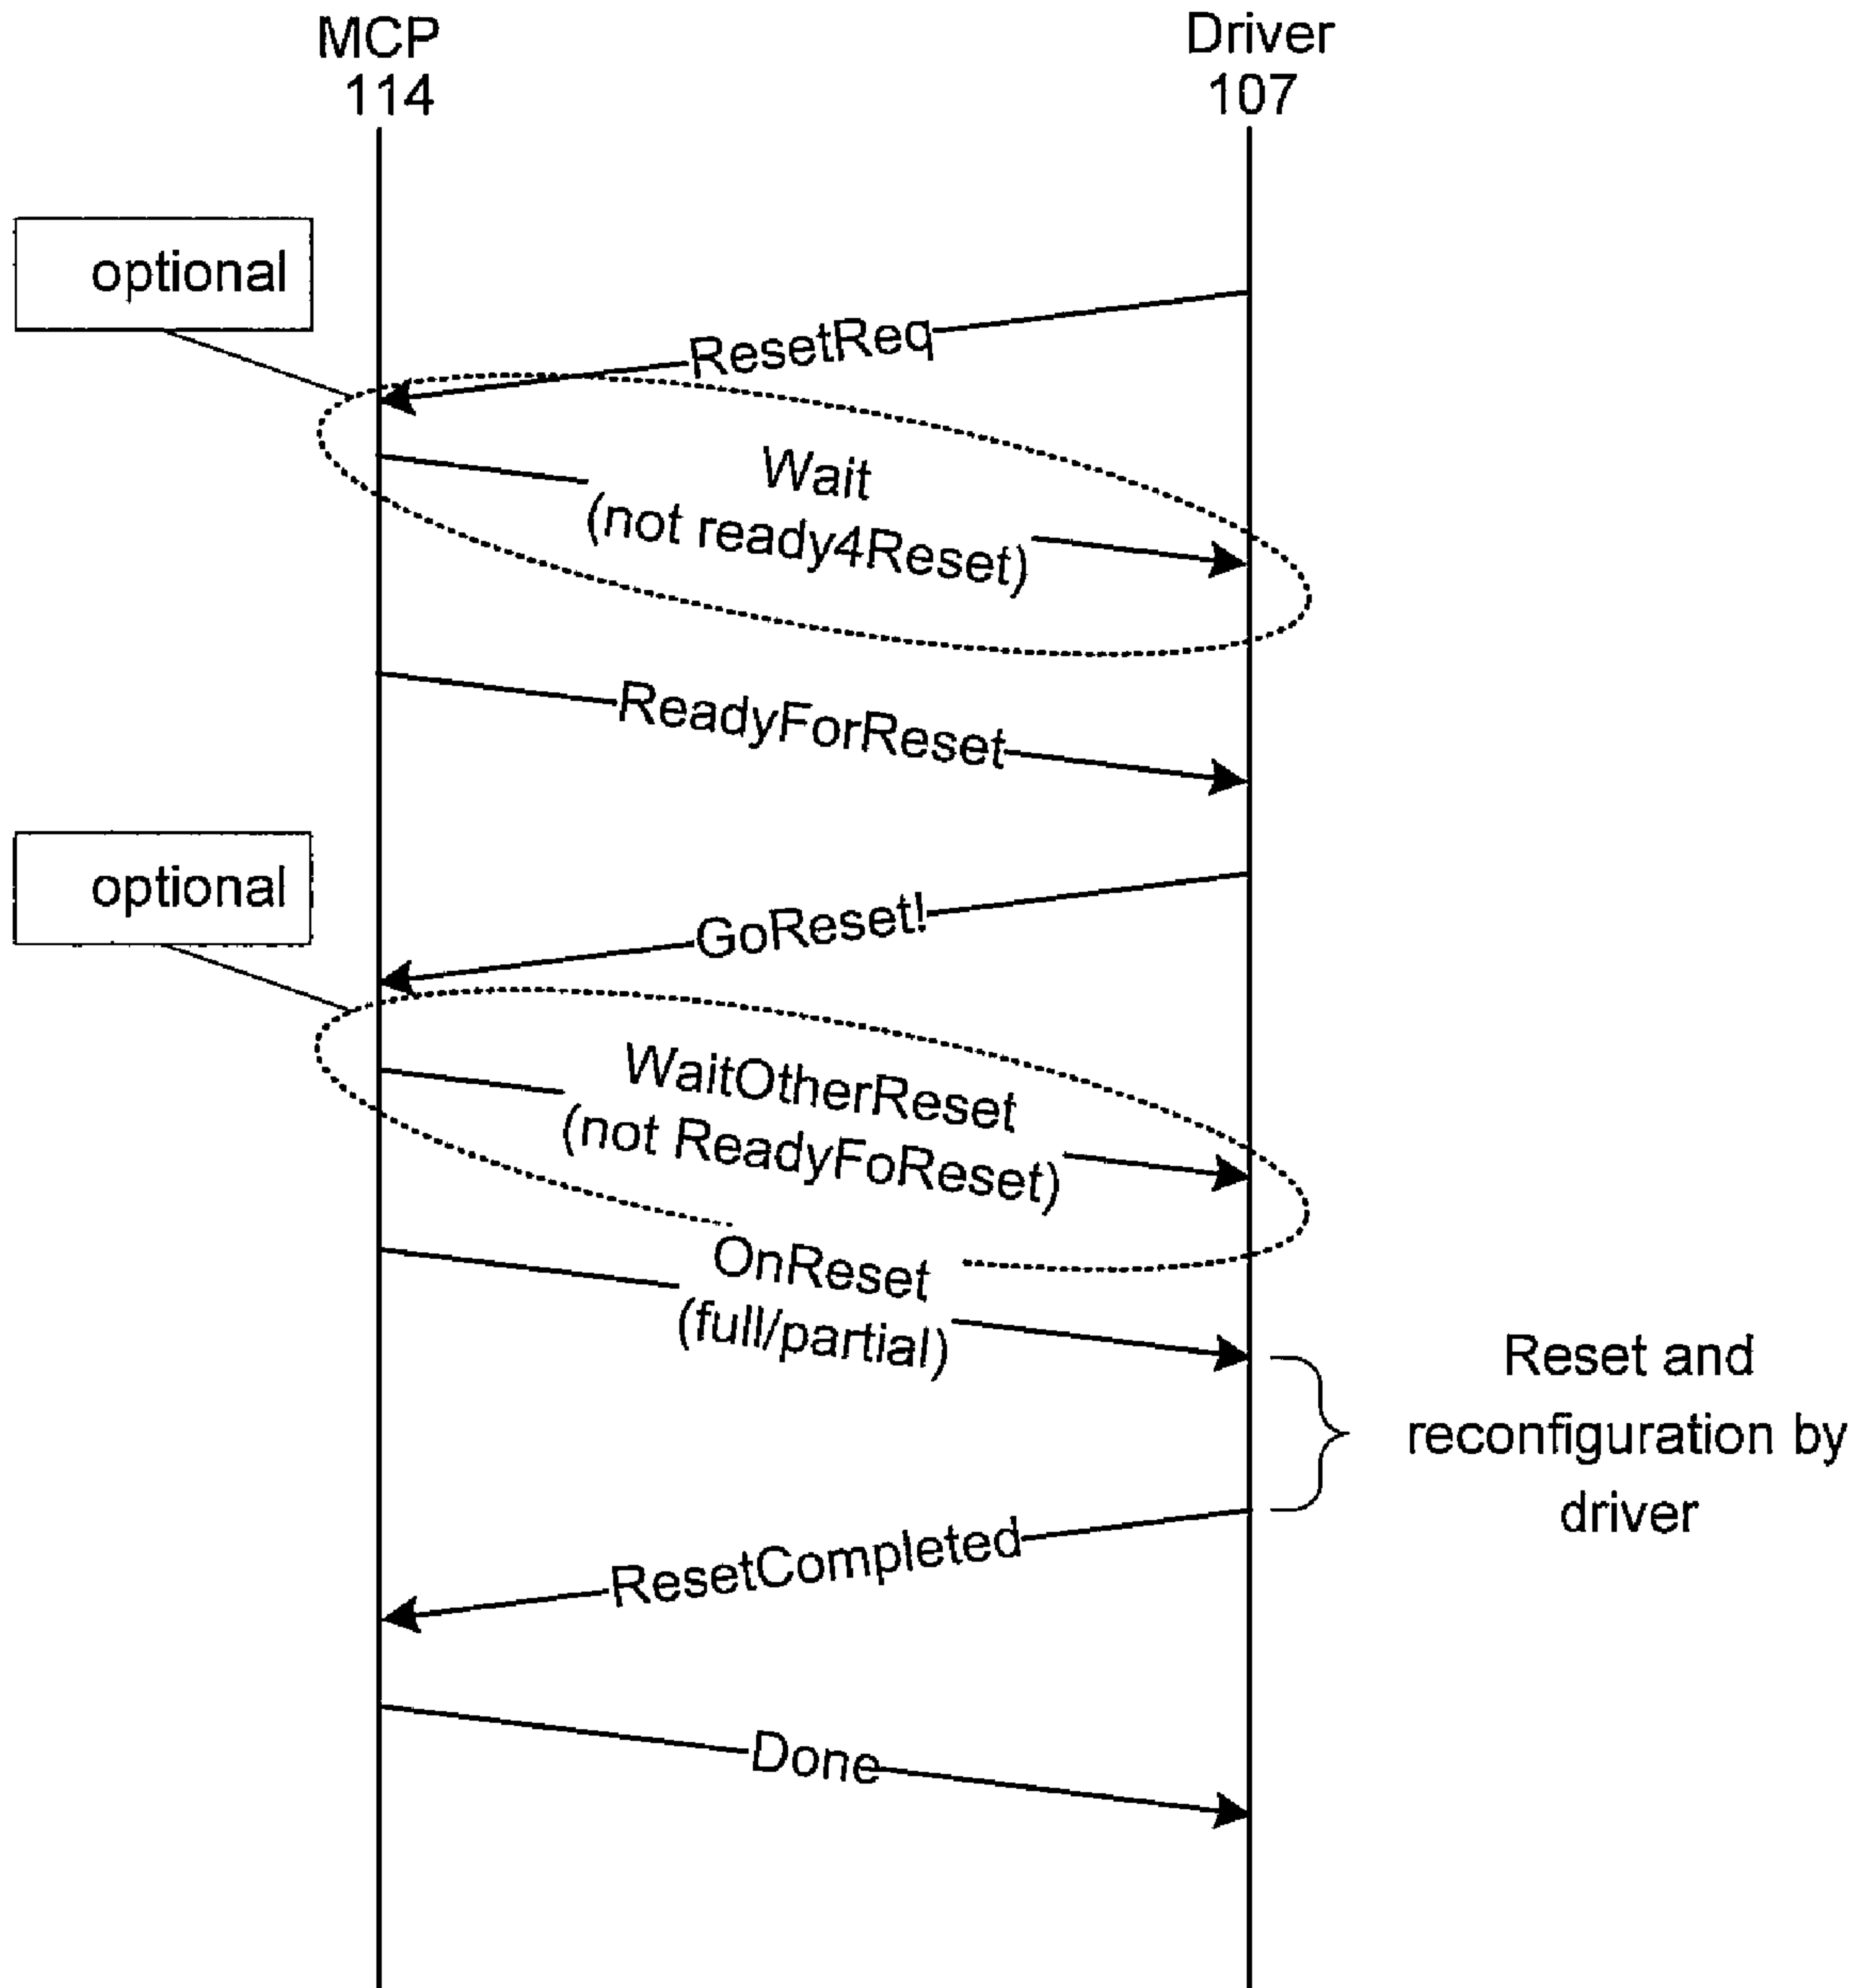 MCP
114
Driver
107
optional
ResetReq
Wait
(not ready4Reset)
ReadyForReset
optional
GoReset!
WaitOtherReset
(not ReadyFoReset)
OnReset
(full/partial)
Reset and
reconfiguration by
driver
ResetCompleted
Done